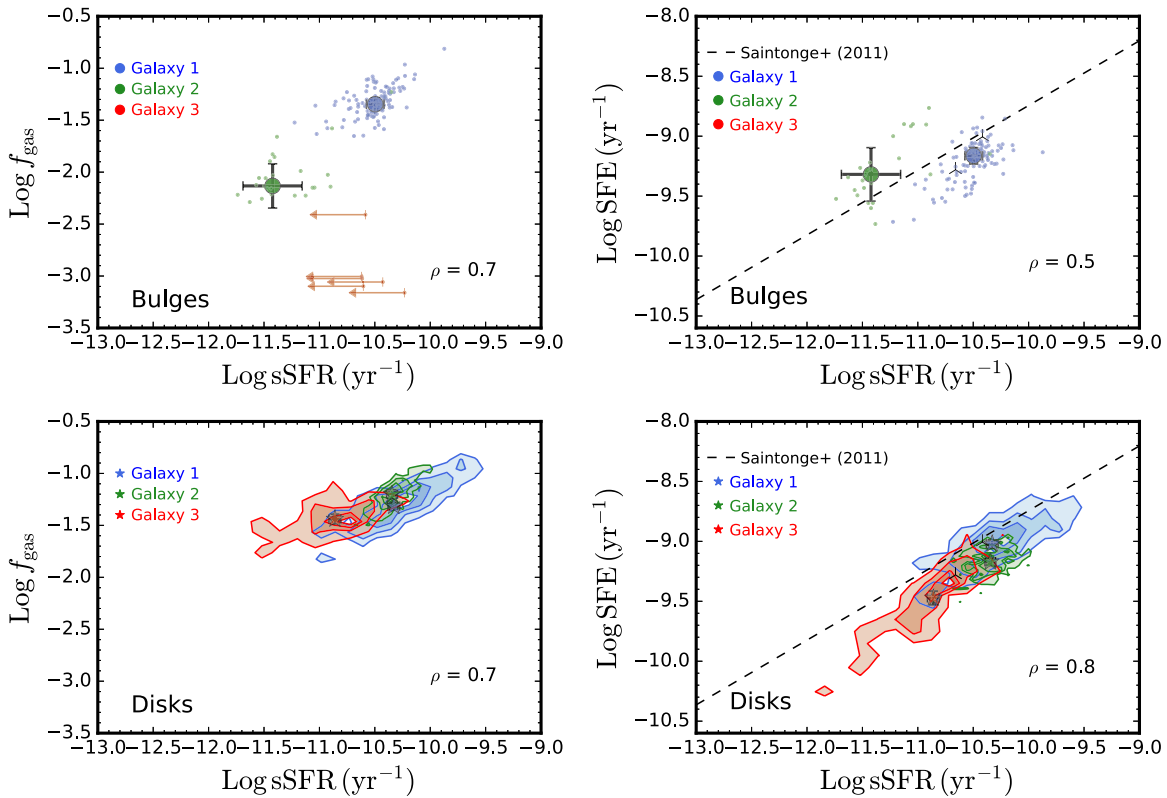 −0.5
−1.0
−1.5
−2.0
−2.5
−3.0
−3.5
Log f_gas
Galaxy 1
Galaxy 2
Galaxy 3
ρ = 0.7
Bulges
−13.0 −12.5 −12.0 −11.5 −11.0 −10.5 −10.0 −9.5 −9.0
Log sSFR (yr⁻¹)
−8.0
−8.5
−9.0
−9.5
−10.0
−10.5
Log SFE (yr⁻¹)
Saintonge+ (2011)
Galaxy 1
Galaxy 2
Galaxy 3
ρ = 0.5
Bulges
−13.0 −12.5 −12.0 −11.5 −11.0 −10.5 −10.0 −9.5 −9.0
Log sSFR (yr⁻¹)
−0.5
−1.0
−1.5
−2.0
−2.5
−3.0
−3.5
Log f_gas
Galaxy 1
Galaxy 2
Galaxy 3
ρ = 0.7
Disks
−13.0 −12.5 −12.0 −11.5 −11.0 −10.5 −10.0 −9.5 −9.0
Log sSFR (yr⁻¹)
−8.0
−8.5
−9.0
−9.5
−10.0
−10.5
Log SFE (yr⁻¹)
Saintonge+ (2011)
Galaxy 1
Galaxy 2
Galaxy 3
ρ = 0.8
Disks
−13.0 −12.5 −12.0 −11.5 −11.0 −10.5 −10.0 −9.5 −9.0
Log sSFR (yr⁻¹)